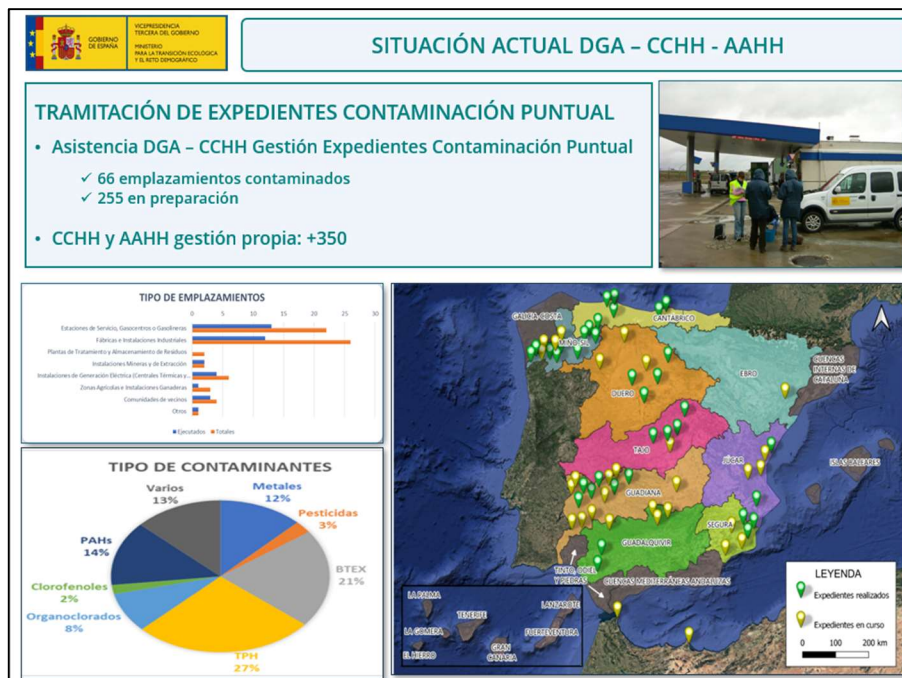 GOBIERNO
DE ESPAÑA
VICEPRESIDENCIA
TERCERA DEL GOBIERNO
MINISTERIO
PARA LA TRANSICIÓN ECOLÓGICA
Y EL RETO DEMOGRÁFICO
SITUACIÓN ACTUAL DGA – CCHH - AAHH
TRAMITACIÓN DE EXPEDIENTES CONTAMINACIÓN PUNTUAL
• Asistencia DGA – CCHH Gestión Expedientes Contaminación Puntual
✓ 66 emplazamientos contaminados
✓ 255 en preparación
• CCHH y AAHH gestión propia: +350
TIPO DE EMPLAZAMIENTOS
0 5 10 15 20 25 30
Estaciones de Servicio, Gasocentros o Gasolineras
Fábricas e Instalaciones Industriales
Plantas de Tratamiento y Almacenamiento de Residuos
Instalaciones Mineras y de Extracción
Instalaciones de Generación Eléctrica (Centrales Térmicas y...
Zonas Agrícolas e Instalaciones Ganaderas
Comunidades de vecinos
Otros
Ejecutados Totales
TIPO DE CONTAMINANTES
Varios
13%
Metales
12%
Pesticidas
3%
PAHs
14%
BTEX
21%
Clorofenoles
2%
Organoclorados
8%
TPH
27%
GALICIA-COSTA
CANTÁBRICO
MIÑO-SIL
EBRO
CUENCAS
INTERNAS DE
CATALUÑA
DUERO
TAJO
JÚCAR
ISLAS BALEARES
GUADIANA
SEGURA
GUADALQUIVIR
TINTO, ODIEL
Y PIEDRAS
CUENCAS MEDITERRÁNEAS ANDALUZAS
LA PALMA
TENERIFE
LANZAROTE
LA GOMERA
FUERTEVENTURA
EL HIERRO
GRAN
CANARIA
LEYENDA
Expedientes realizados
Expedientes en curso
0 100 200 km